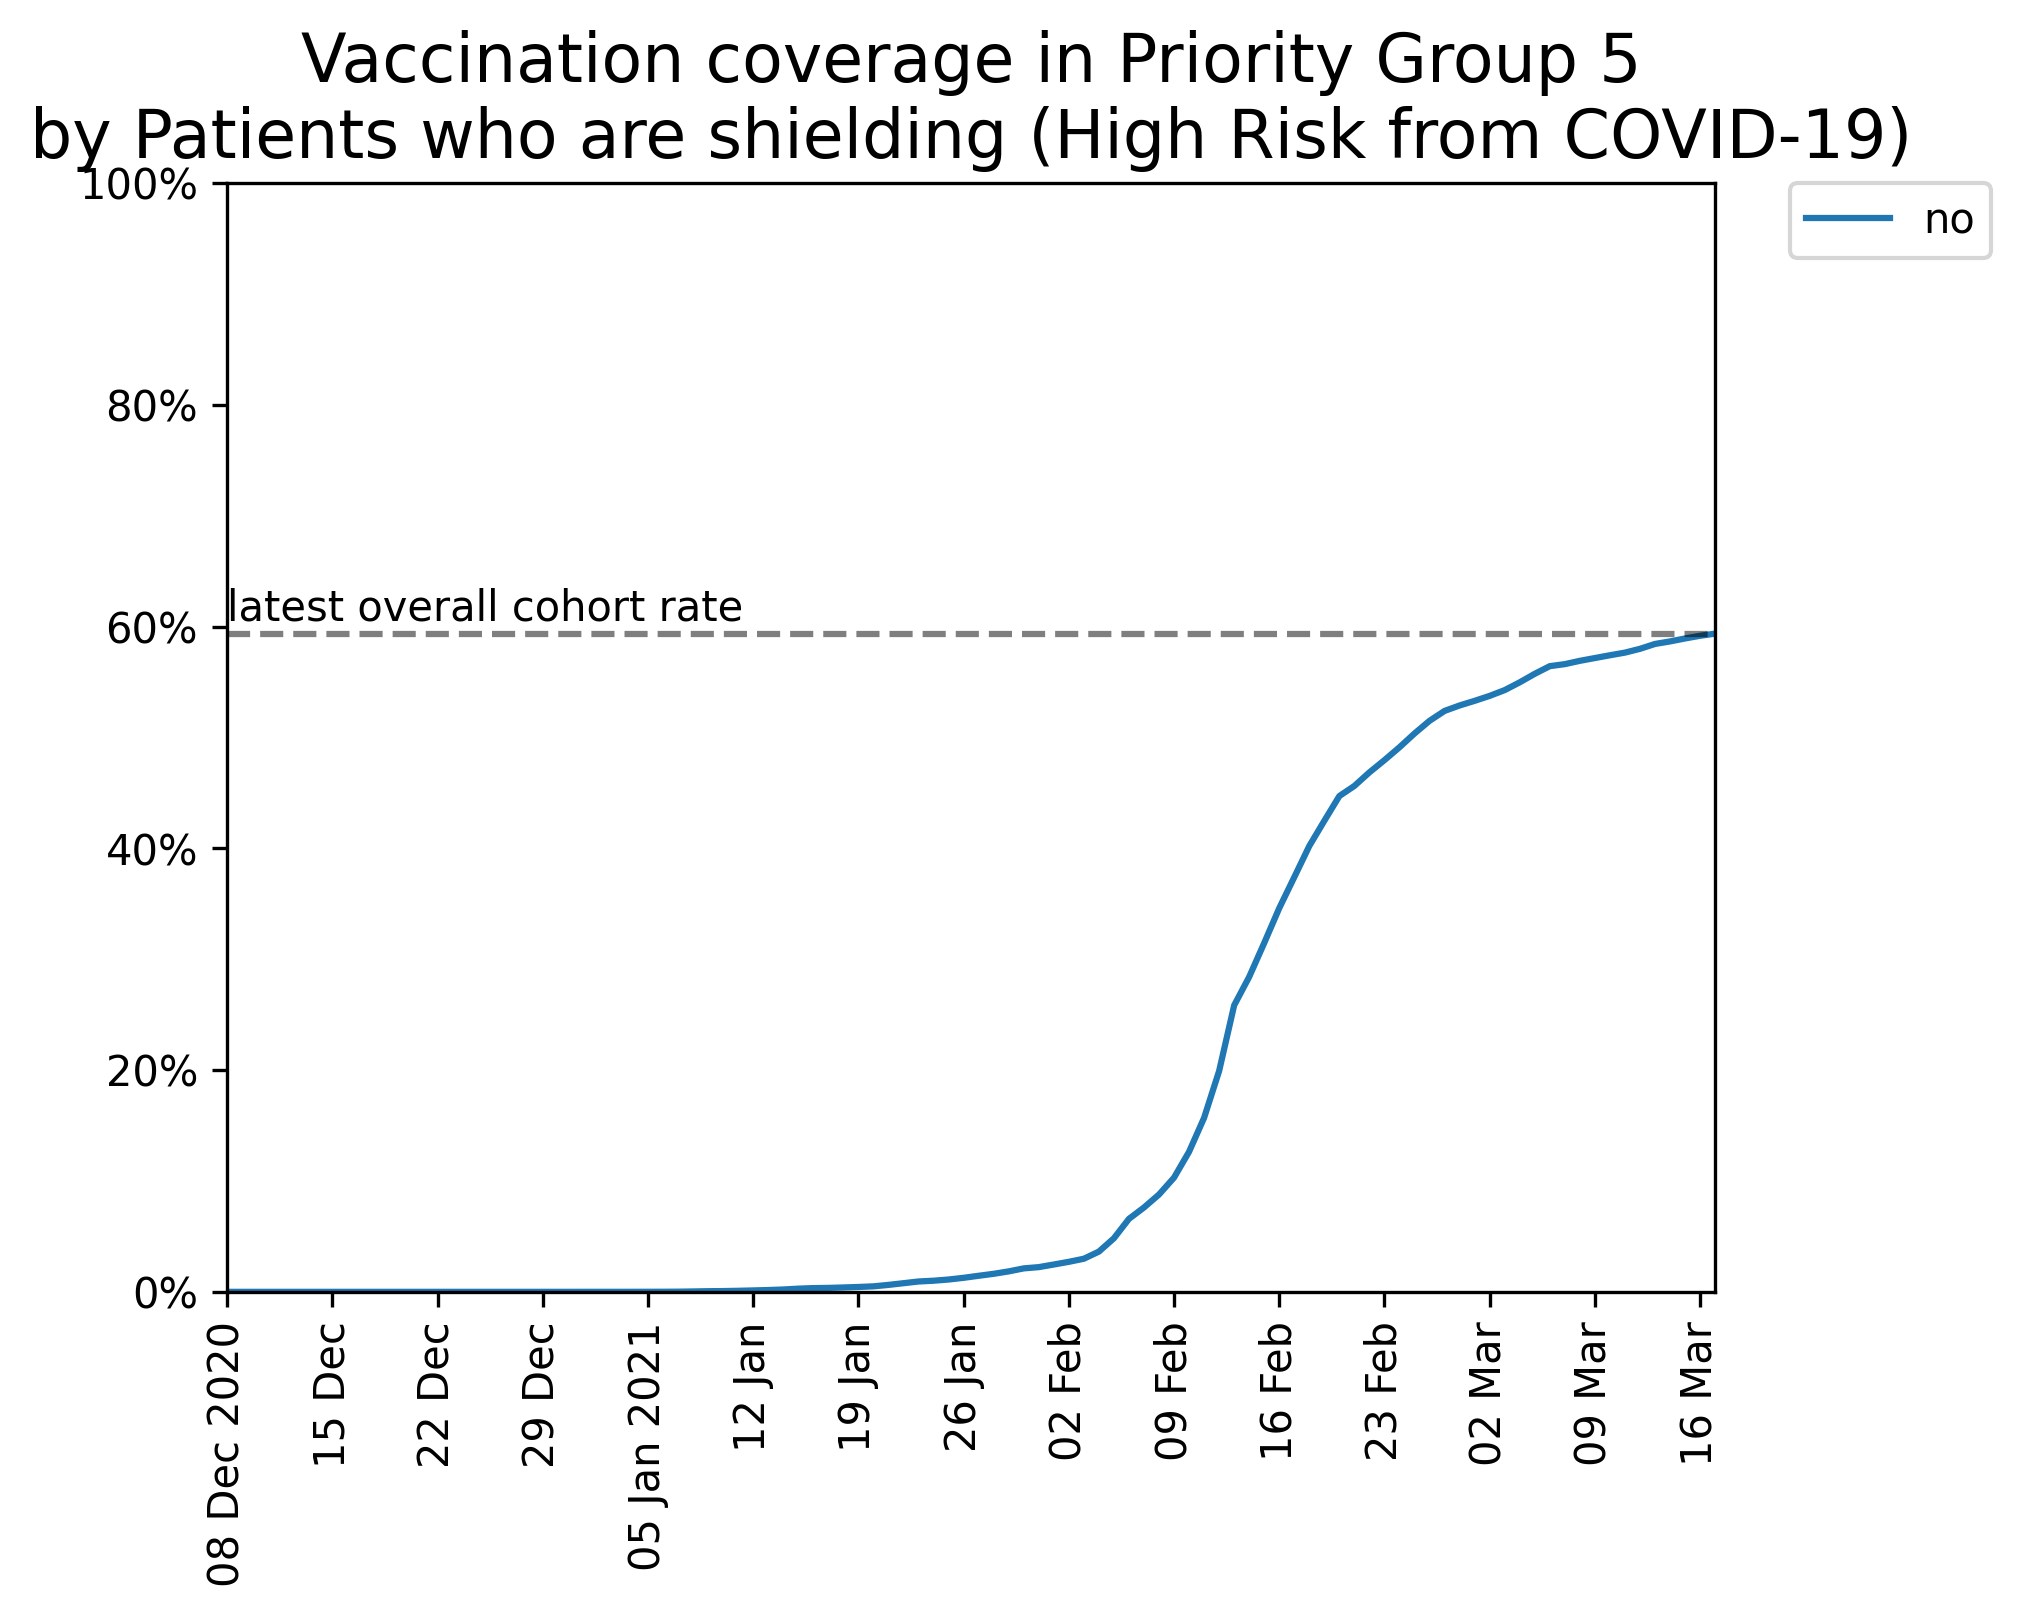 Vaccination coverage in Priority Group 5
by Patients who are shielding (High Risk from COVID-19)
100%
80%
60%
40%
20%
0%
latest overall cohort rate
no
08 Dec 2020
15 Dec
22 Dec
29 Dec
05 Jan 2021
12 Jan
19 Jan
26 Jan
02 Feb
09 Feb
16 Feb
23 Feb
02 Mar
09 Mar
16 Mar